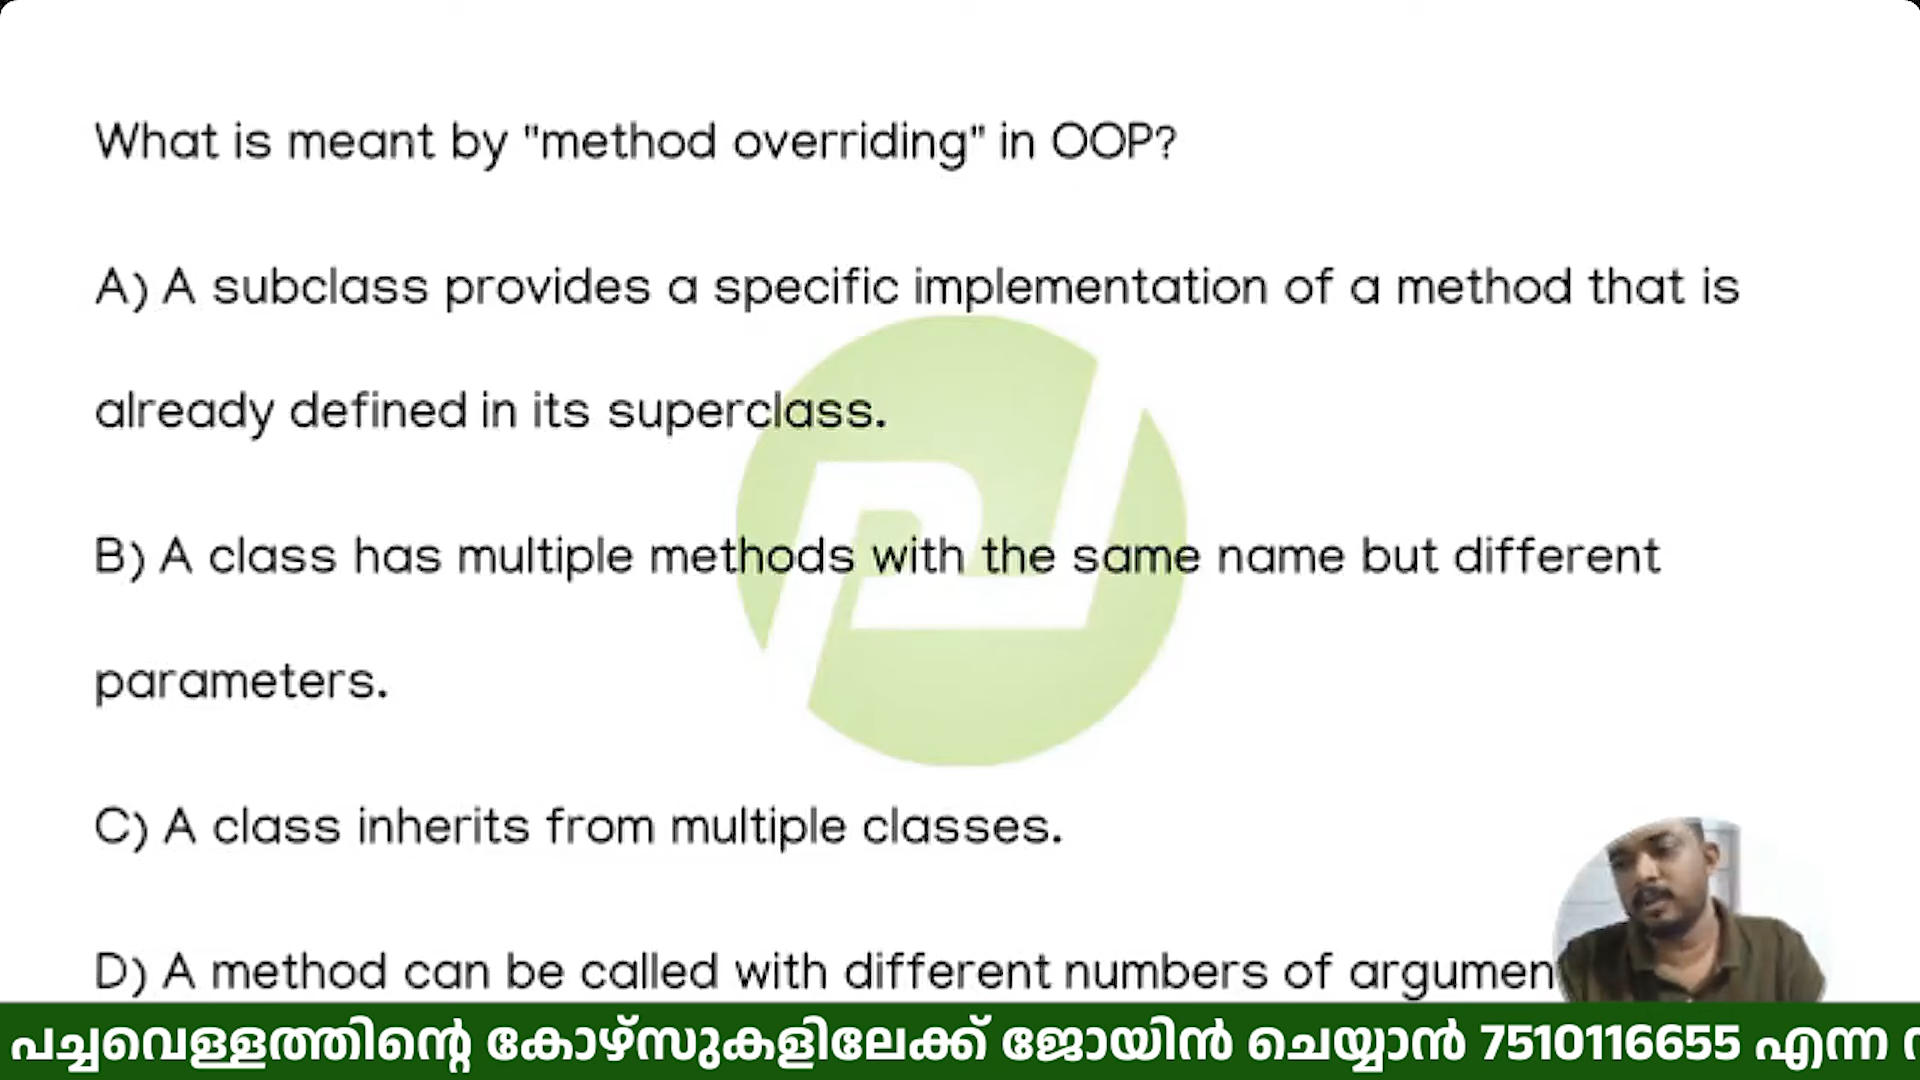 What is meant by "method overriding" in OOP?
A) A subclass provides a specific implementation of a method that is
already defined in its superclass.
B) A class has multiple methods with the same name but different
parameters.
C) A class inherits from multiple classes.
D) A method can be called with different numbers of
പച്ചവെള്ളത്തിന്റെ കോഴ്സുകളിലേക്ക് ജോയിൻ ചെയ്യാൻ 7510116655 എന്ന